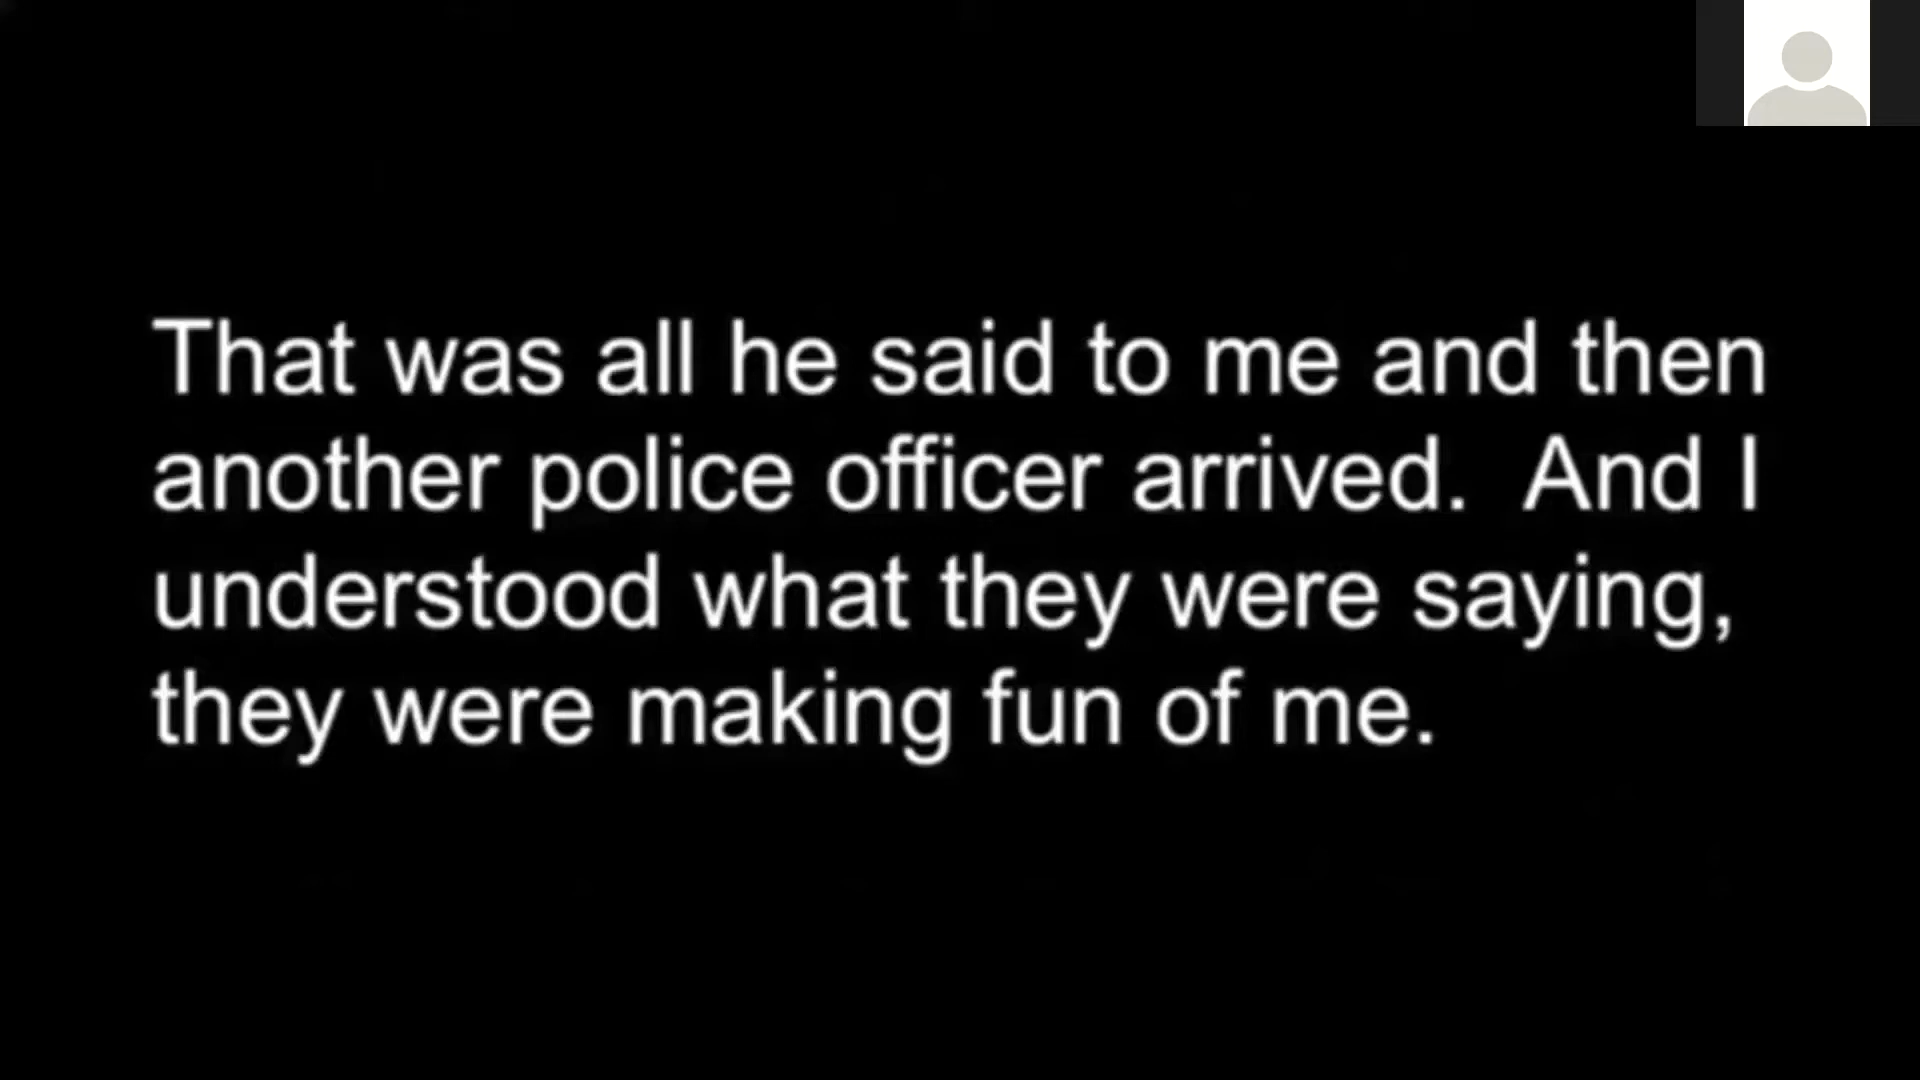 That was all he said to me and then
another police officer arrived.  And I
understood what they were saying,
they were making fun of me.